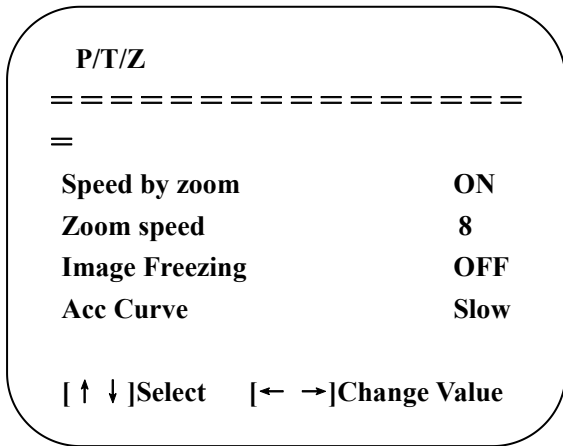 P/T/Z
= = = = = = = = = = = = = = = =
=
Speed by zoom ON
Zoom speed 8
Image Freezing OFF
Acc Curve Slow
[ ↑ ↓ ]Select [← →]Change Value